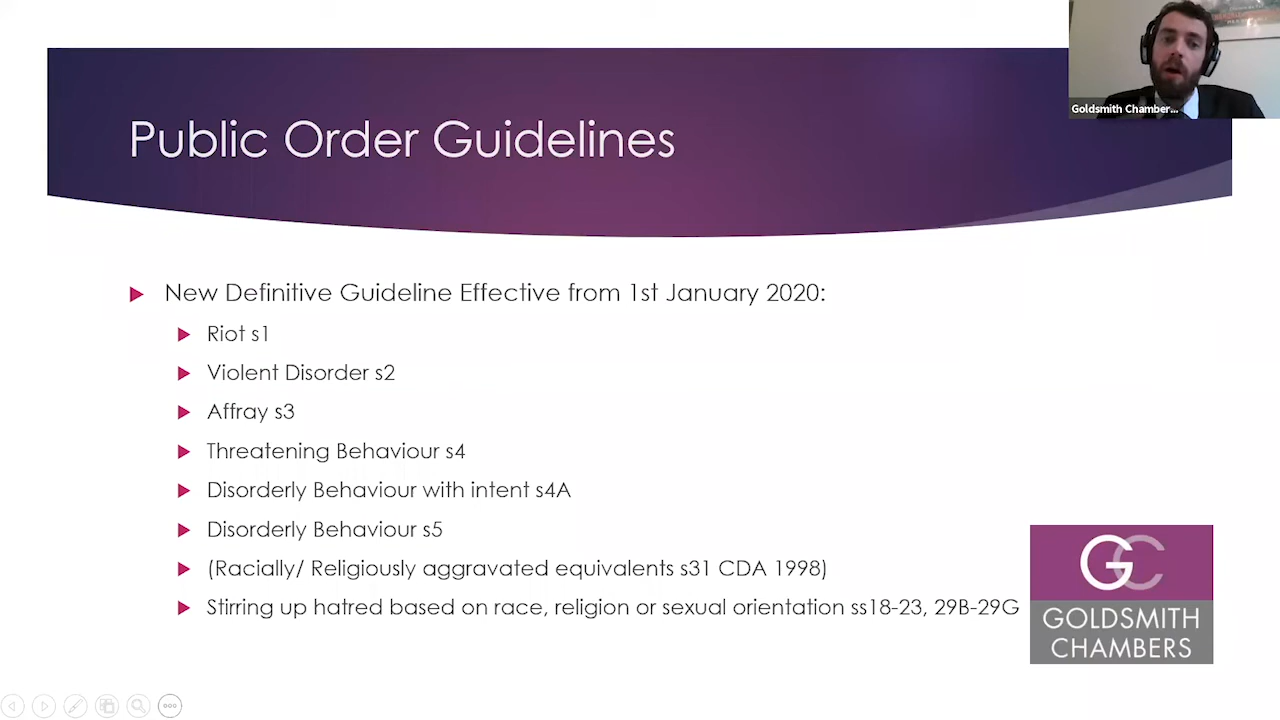 Goldsmith Chamber...
Public Order Guidelines
New Definitive Guideline Effective from 1st January 2020:
Riot s1
Violent Disorder s2
Affray s3
Threatening Behaviour s4
Disorderly Behaviour with intent s4A
Disorderly Behaviour s5
(Racially/ Religiously aggravated equivalents s31 CDA 1998)
Stirring up hatred based on race, religion or sexual orientation ss18-23, 29B-29G
GC
GOLDSMITH
CHAMBERS